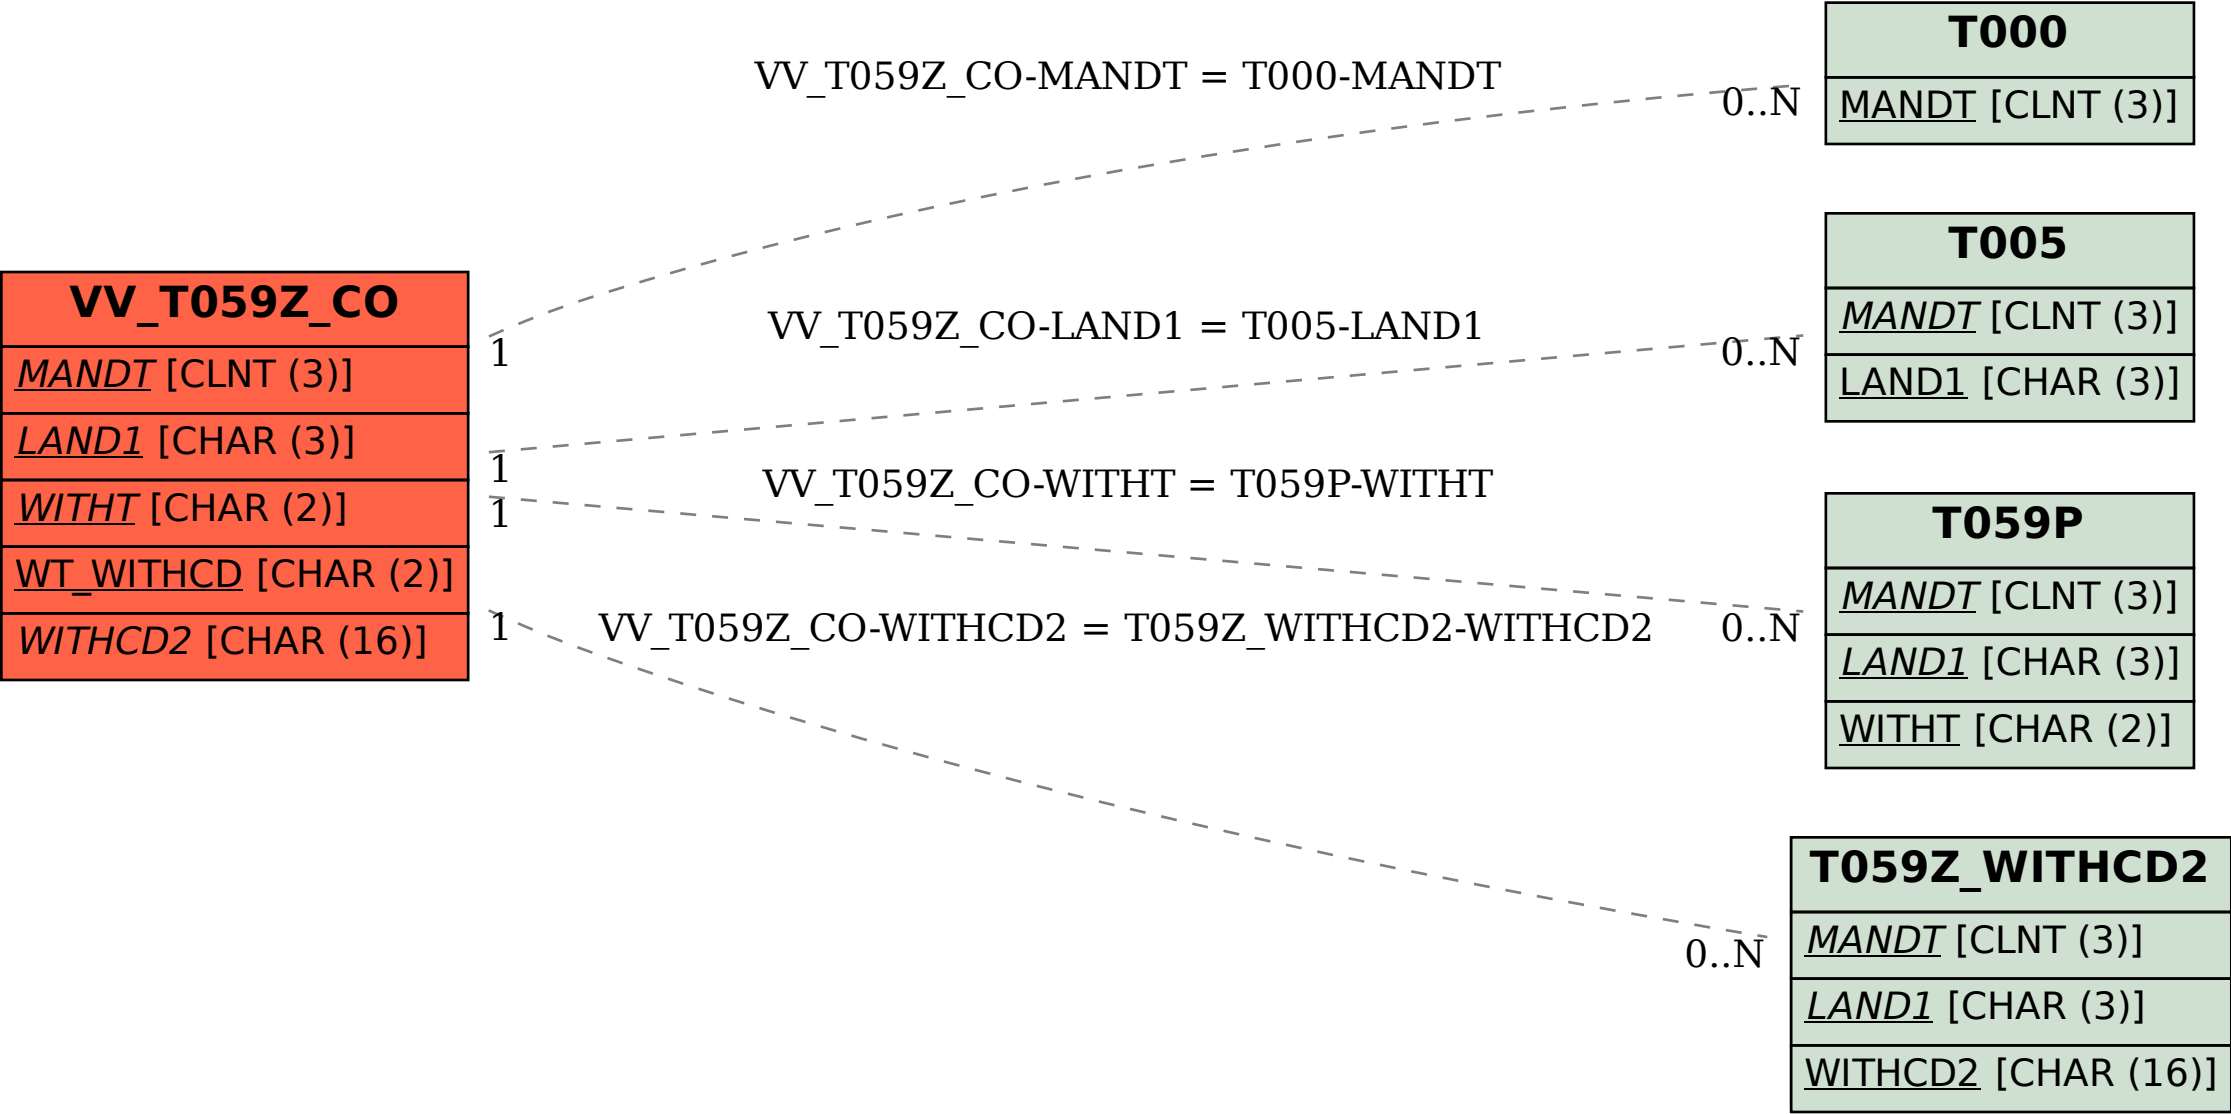 VV_T059Z_CO
MANDT [CLNT (3)]
LAND1 [CHAR (3)]
WITHT [CHAR (2)]
WT_WITHCD [CHAR (2)]
WITHCD2 [CHAR (16)]
VV_T059Z_CO-MANDT = T000-MANDT
1
0..N
VV_T059Z_CO-LAND1 = T005-LAND1
1
0..N
VV_T059Z_CO-WITHT = T059P-WITHT
1
0..N
VV_T059Z_CO-WITHCD2 = T059Z_WITHCD2-WITHCD2
1
0..N
T000
MANDT [CLNT (3)]
T005
MANDT [CLNT (3)]
LAND1 [CHAR (3)]
T059P
MANDT [CLNT (3)]
LAND1 [CHAR (3)]
WITHT [CHAR (2)]
T059Z_WITHCD2
MANDT [CLNT (3)]
LAND1 [CHAR (3)]
WITHCD2 [CHAR (16)]